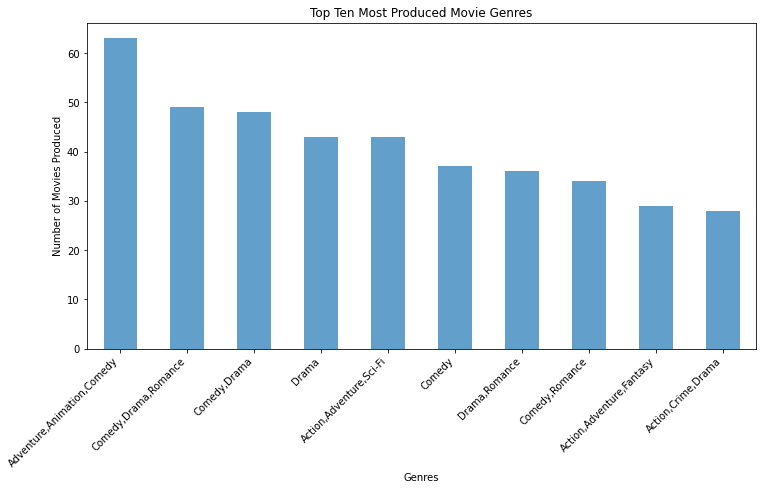 Top Ten Most Produced Movie Genres
Number of Movies Produced
60
50
40
30
20
10
0
Adventure,Animation,Comedy
Comedy,Drama,Romance
Comedy,Drama
Drama
Action,Adventure,Sci-Fi
Comedy
Drama,Romance
Comedy,Romance
Action,Adventure,Fantasy
Action,Crime,Drama
Genres